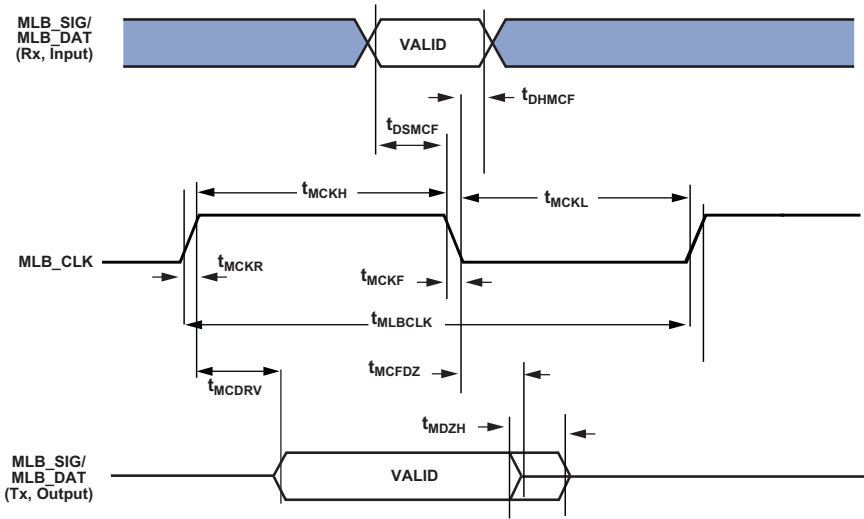 MLB_SIG/
MLB_DAT
(Rx, Input)
VALID
tDHMCF
tDSMCF
tMCKH
tMCKL
MLB_CLK
tMCKR
tMCKF
tMLBCLK
tMCFDZ
tMCDRV
tMDZH
MLB_SIG/
MLB_DAT
(Tx, Output)
VALID